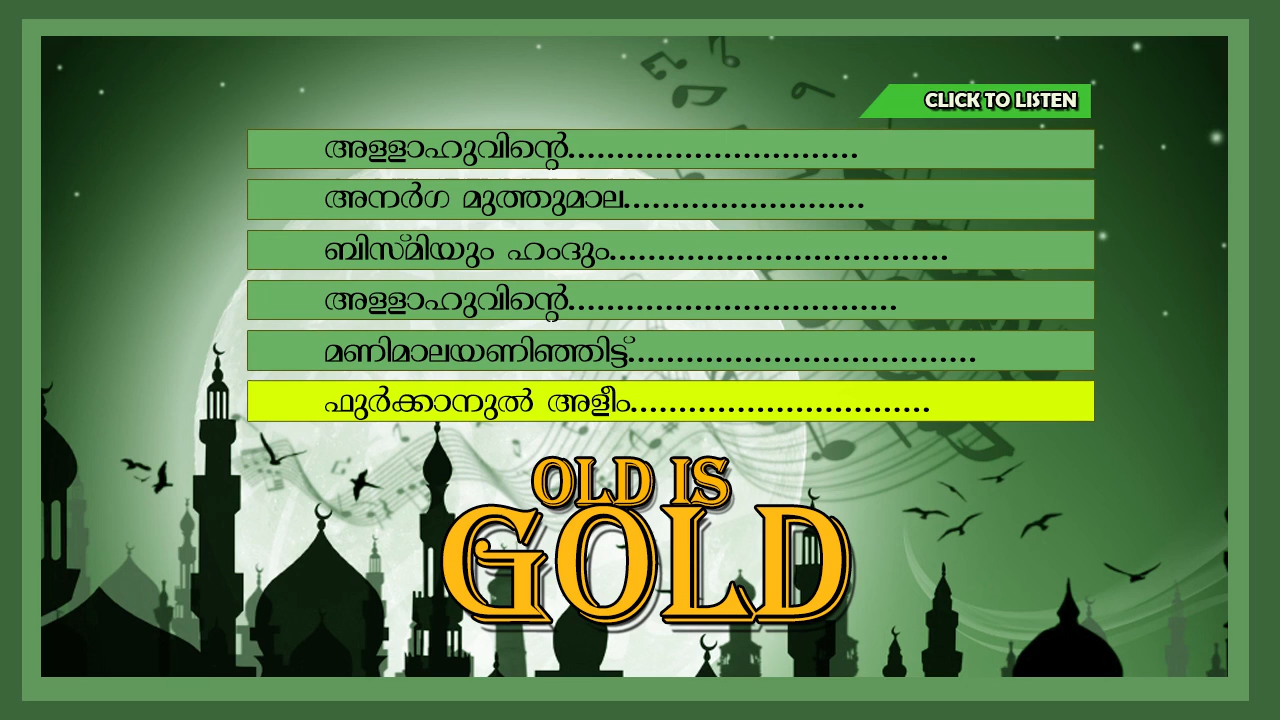 CLICK TO LISTEN
അള്ളാഹുവിന്റെ..............................
അനർഗ മുത്തുമാല.........................
ബിസ്മിയും ഹംദും...................................
അള്ളാഹുവിന്റെ..................................
മണിമാലയണിഞ്ഞിട്ട്....................................
ഫുർക്കാനുൽ അളീം...............................
OLD IS
GOLD